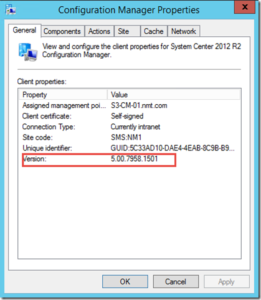 Configuration Manager Properties
General Components Actions Site Cache Network
View and configure the client properties for System Center 2012 R2
Configuration Manager.
Client properties:
Property Value
Assigned management poi... S3-CM-01.nmt.com
Client certificate: Self-signed
Connection Type: Currently intranet
Site code: SMS:NM1
Unique identifier: GUID:5C33AD10-DAE4-4EAB-8C9B-B9...
Version: 5.00.7958.1501
OK Cancel Apply